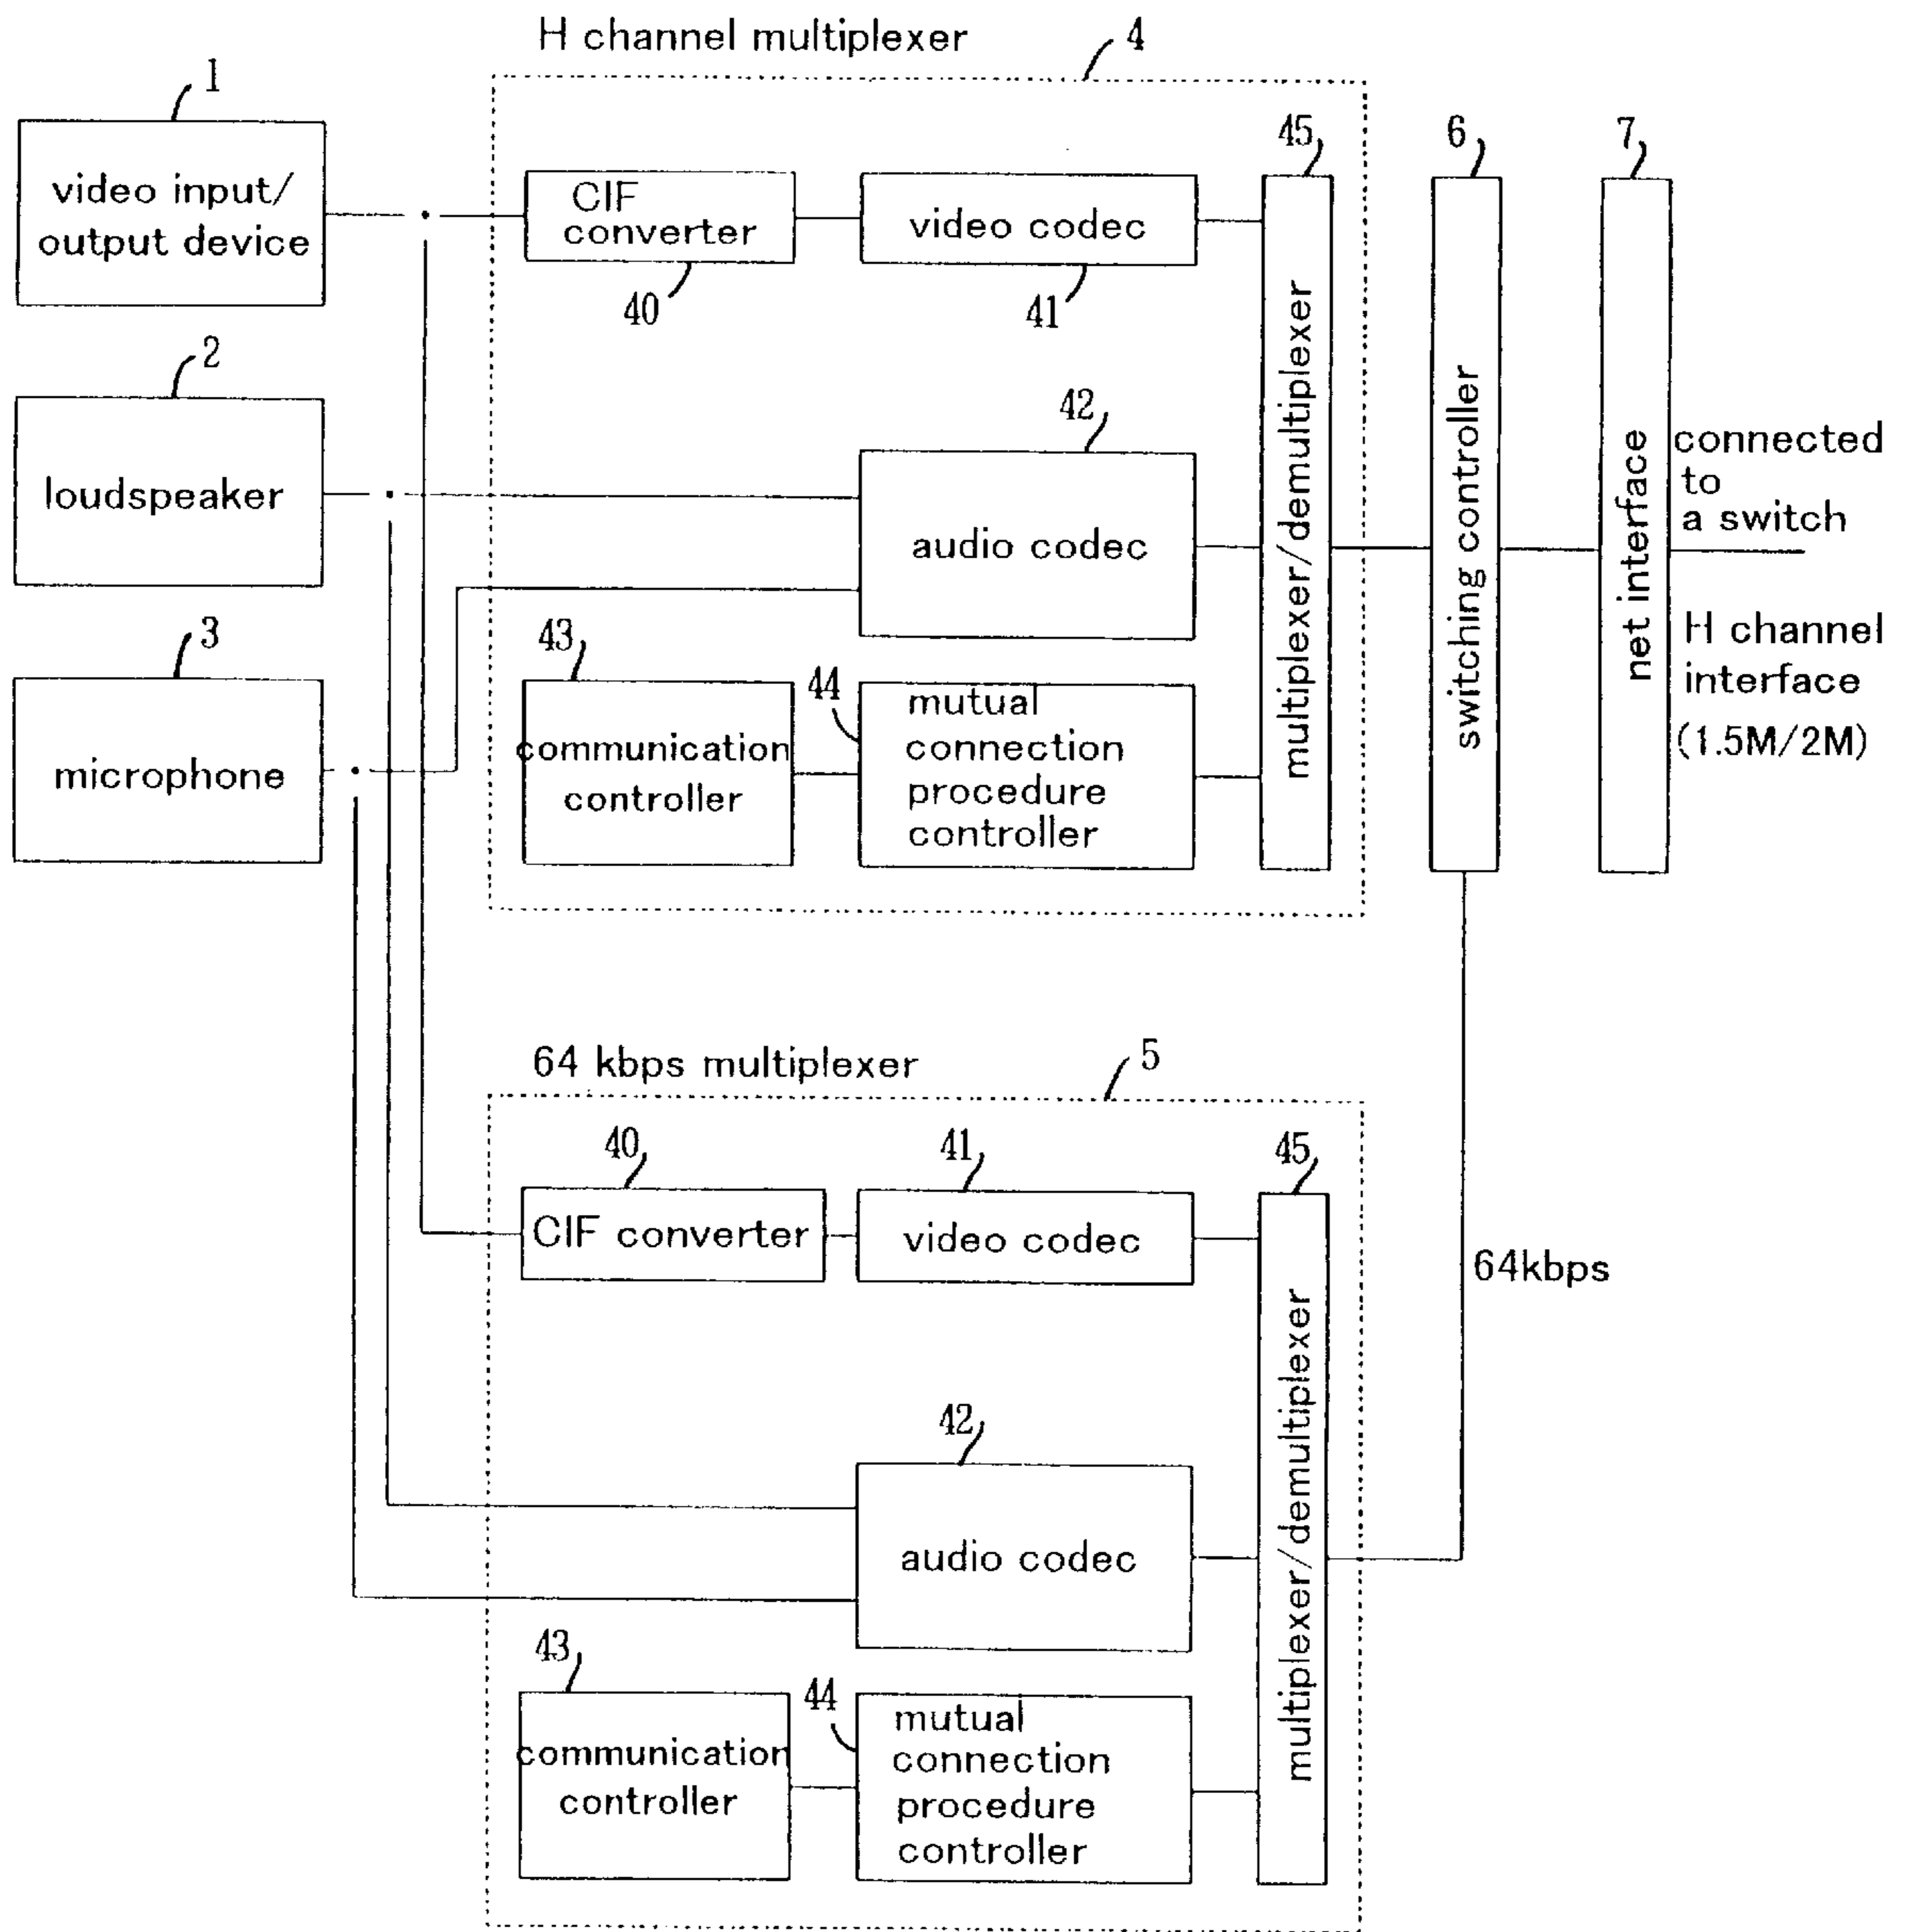 H channel multiplexer
4
1
video input/
output device
2
loudspeaker
3
microphone
CIF
converter
40
video codec
41
42
audio codec
43
communication
controller
44
mutual
connection
procedure
controller
45
multiplexer/demultiplexer
6
switching controller
7
net interface
connected
to
a switch
H channel
interface
(1.5M/2M)
64 kbps multiplexer
5
40
CIF converter
41
video codec
42
audio codec
43
communication
controller
44
mutual
connection
procedure
controller
45
multiplexer/demultiplexer
64kbps